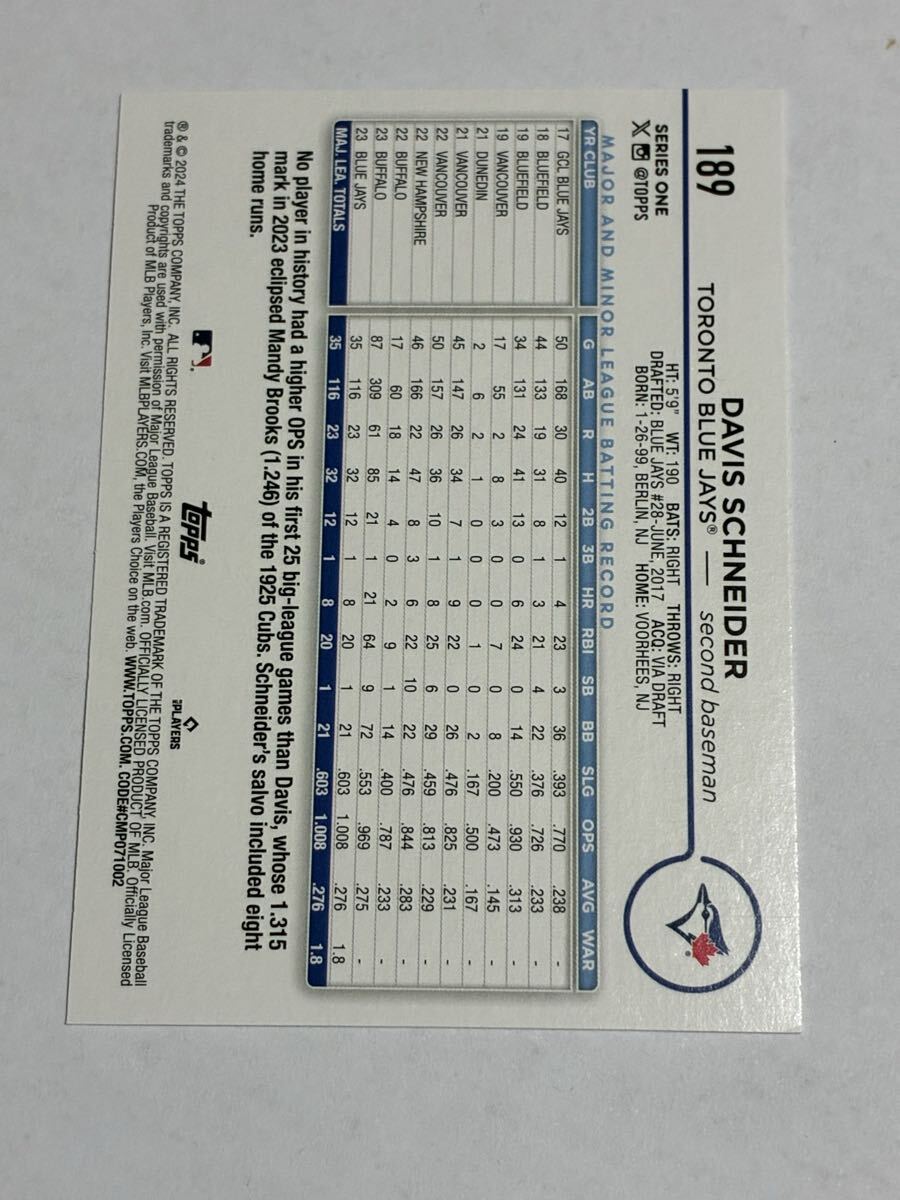 189
DAVIS SCHNEIDER
TORONTO BLUE JAYS® — second baseman
SERIES ONE
@TOPPS
HT: 5'9" WT: 190 BATS: RIGHT THROWS: RIGHT
DRAFTED: BLUE JAYS #28-JUNE, 2017 ACQ: VIA DRAFT
BORN: 1-26-99, BERLIN, NJ HOME: VOORHEES, NJ
MAJOR AND MINOR LEAGUE BATTING RECORD
YR CLUB G AB R H 2B 3B HR RBI SB BB SLG OPS AVG WAR
17 GCL BLUE JAYS 50 168 30 40 12 1 4 23 3 36 .393 .770 .238 -
18 BLUEFIELD 44 133 19 31 8 1 3 21 4 22 .376 .726 .233 -
19 BLUEFIELD 34 131 24 41 13 0 6 24 0 14 .550 .930 .313 -
19 VANCOUVER 17 55 2 8 3 0 0 7 0 8 .200 .473 .145 -
21 DUNEDIN 2 6 2 1 0 0 0 1 0 2 .167 .500 .167 -
21 VANCOUVER 45 147 26 34 7 1 9 22 0 26 .476 .825 .231 -
22 VANCOUVER 50 157 26 36 10 1 8 25 6 29 .459 .813 .229 -
22 NEW HAMPSHIRE 46 166 22 47 8 3 6 22 10 22 .476 .844 .283 -
22 BUFFALO 17 60 18 14 4 0 2 9 1 14 .400 .787 .233 -
23 BUFFALO 87 309 61 85 21 1 21 64 9 72 .553 .969 .275 -
23 BLUE JAYS 35 116 23 32 12 1 8 20 1 21 .603 1.008 .276 1.8
MAJ. LEA. TOTALS 35 116 23 32 12 1 8 20 1 21 .603 1.008 .276 1.8
No player in history had a higher OPS in his first 25 big-league games than Davis, whose 1.315
mark in 2023 eclipsed Mandy Brooks (1.246) of the 1925 Cubs. Schneider's salvo included eight
home runs.
topps®
PLAYERS
® & © 2024 THE TOPPS COMPANY, INC. ALL RIGHTS RESERVED. TOPPS IS A REGISTERED TRADEMARK OF THE TOPPS COMPANY, INC. Major League Baseball
trademarks and copyrights are used with permission of Major League Baseball. Visit MLB.com. OFFICIALLY LICENSED PRODUCT OF MLB. Officially Licensed
Product of MLB Players, Inc. Visit MLBPLAYERS.COM, the Players Choice on the web. WWW.TOPPS.COM. CODE#CMP071002